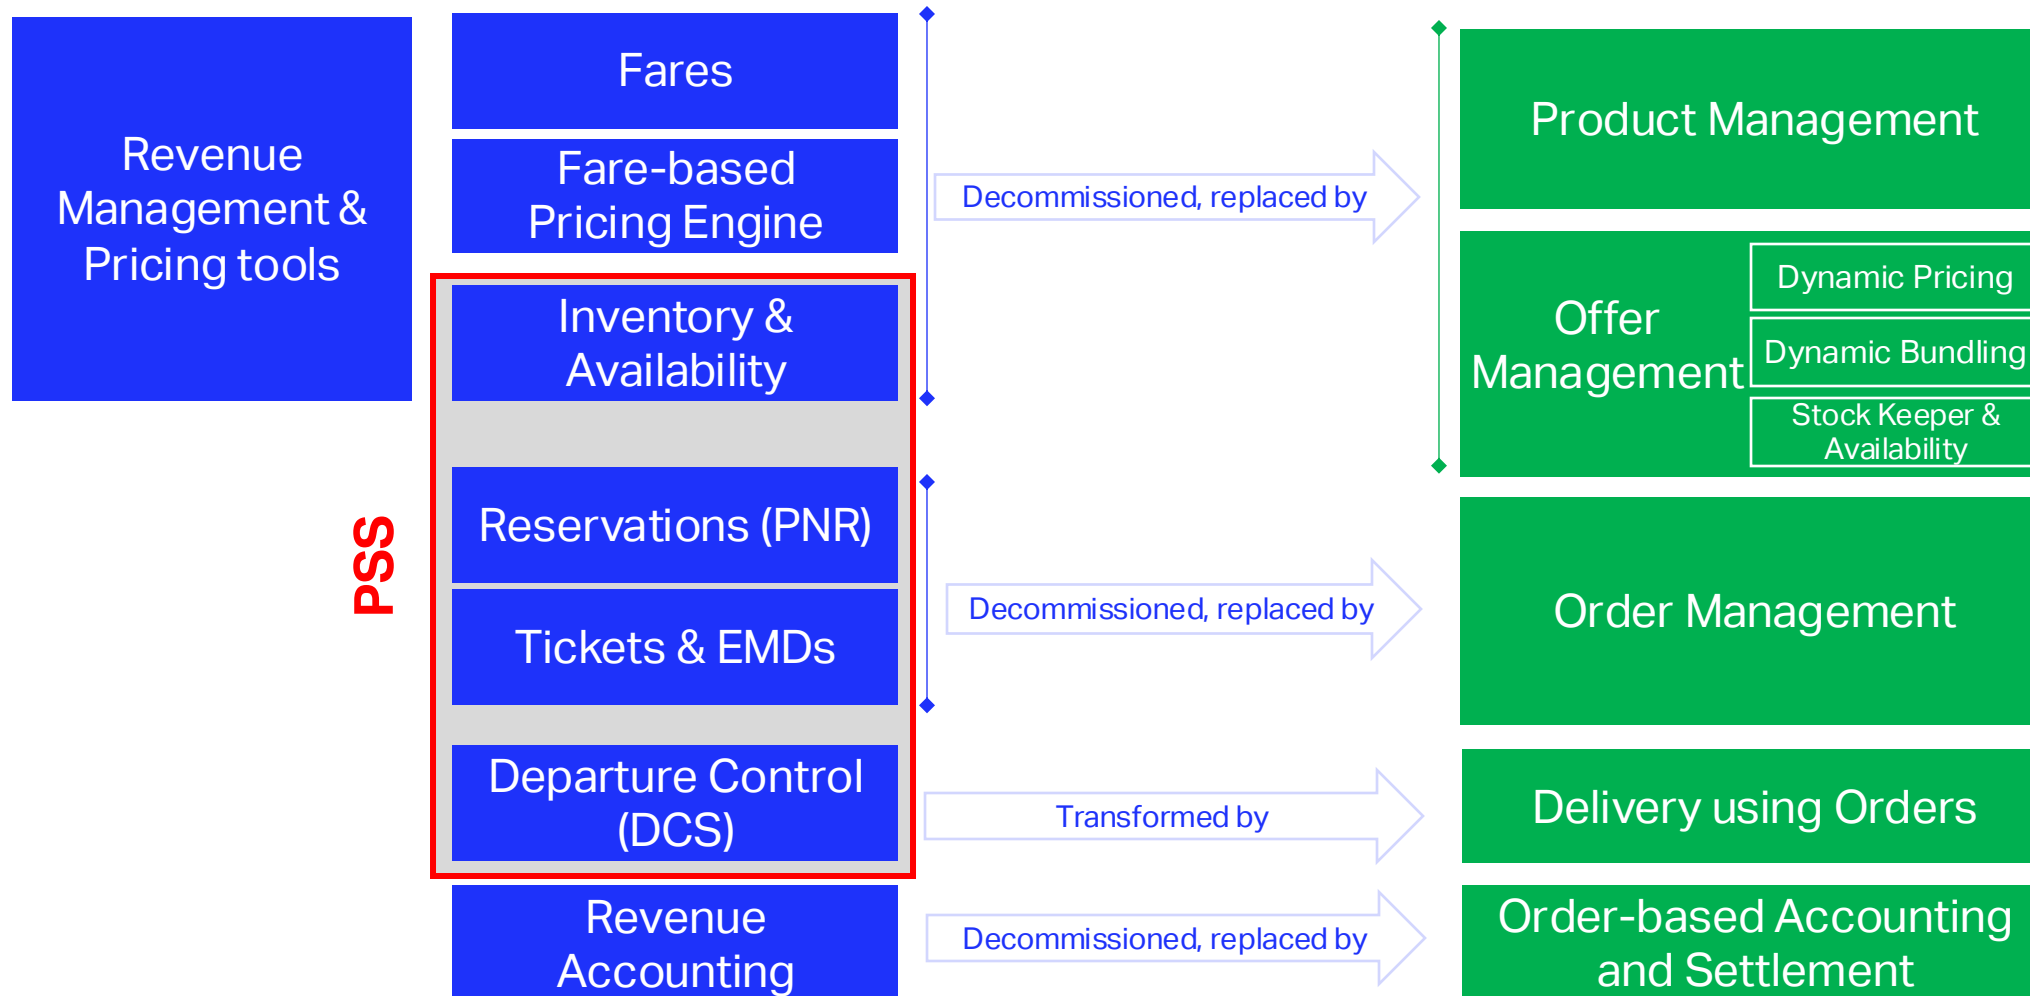 Revenue
Management &
Pricing tools
Fares
Fare-based
Pricing Engine
Inventory &
Availability
PSS
Reservations (PNR)
Tickets & EMDs
Departure Control
(DCS)
Revenue
Accounting
Decommissioned, replaced by
Decommissioned, replaced by
Transformed by
Decommissioned, replaced by
Product Management
Offer
Management
Dynamic Pricing
Dynamic Bundling
Stock Keeper &
Availability
Order Management
Delivery using Orders
Order-based Accounting
and Settlement